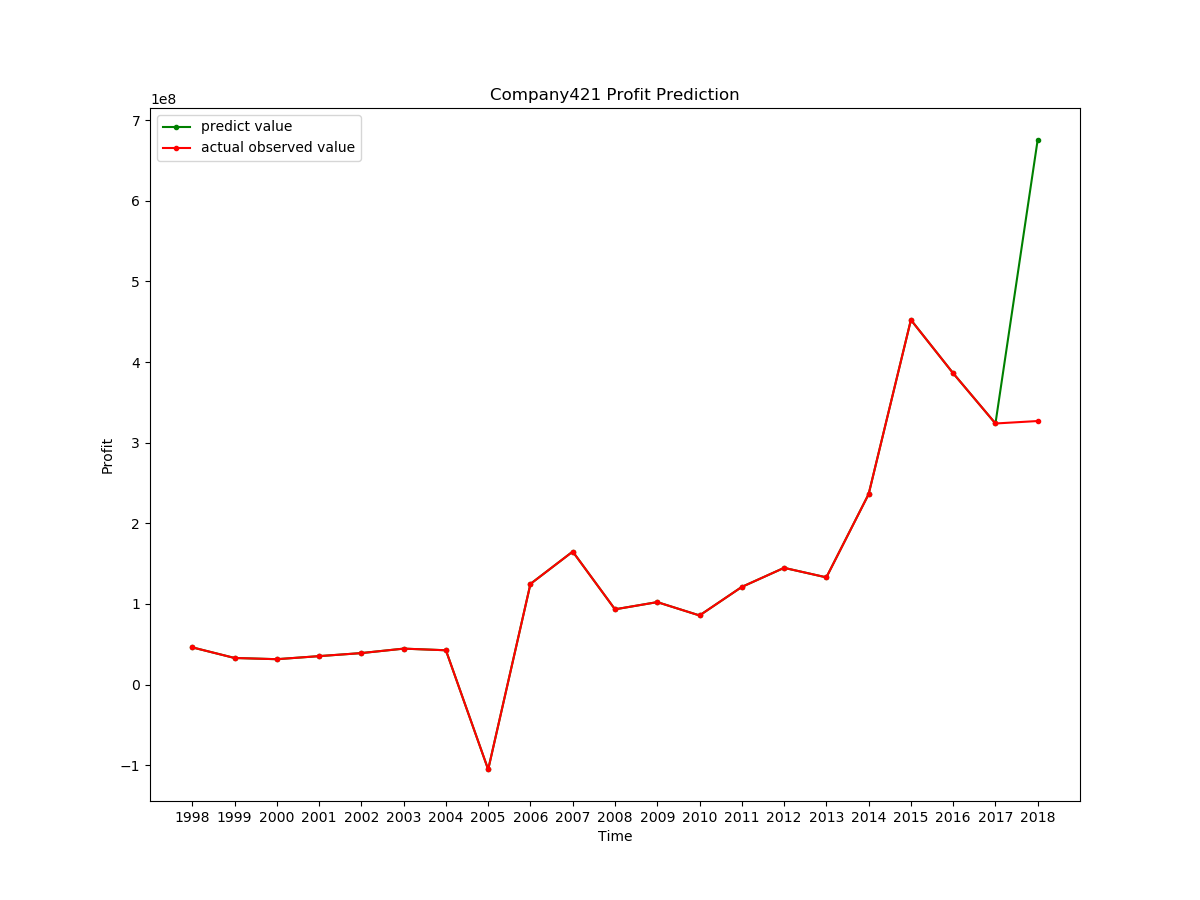 Company421 Profit Prediction
1e8
predict value
actual observed value
7
6
5
4
3
2
1
0
−1
Profit
1998 1999 2000 2001 2002 2003 2004 2005 2006 2007 2008 2009 2010 2011 2012 2013 2014 2015 2016 2017 2018
Time